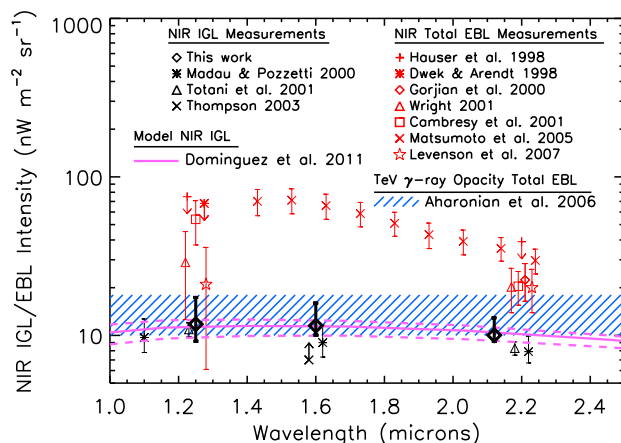 1000
100
10
NIR IGL/EBL Intensity (nW m⁻² sr⁻¹)
NIR IGL Measurements
This work
Madau & Pozzetti 2000
Totani et al. 2001
Thompson 2003
Model NIR IGL
Dominguez et al. 2011
NIR Total EBL Measurements
Hauser et al. 1998
Dwek & Arendt 1998
Gorjian et al. 2000
Wright 2001
Cambresy et al. 2001
Matsumoto et al. 2005
Levenson et al. 2007
TeV γ-ray Opacity Total EBL
Aharonian et al. 2006
1.0 1.2 1.4 1.6 1.8 2.0 2.2 2.4
Wavelength (microns)